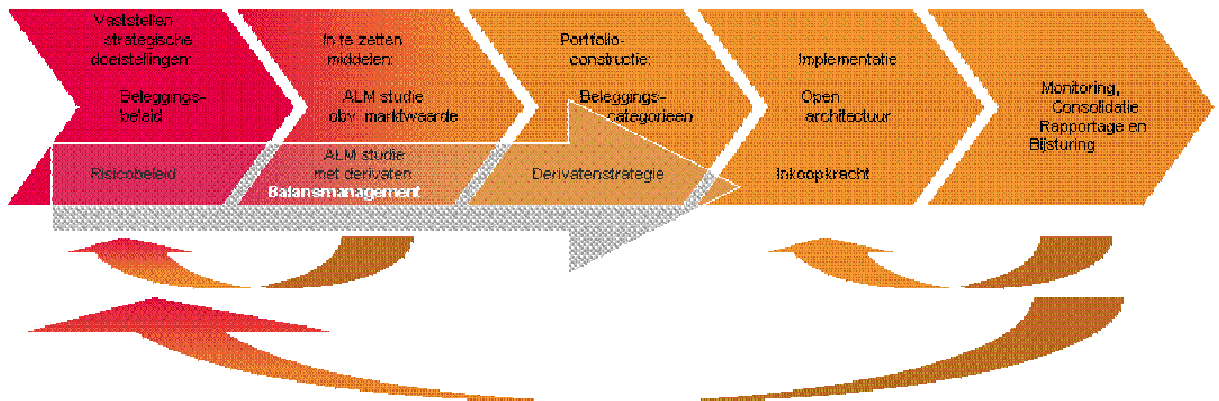 Vaststellen
strategische
doelstellingen:
Beleggings-
beleid
Risicobeleid
In te zetten
middelen:
ALM studie
obv marktwaarde
ALM studie
met derivaten
Balansmanagement
Portfolio-
constructie:
Beleggings-
categorieen
Derivatenstrategie
Implementatie
Open
architectuur
Inkoopkracht
Monitoring,
Consolidatie
Rapportage en
Bijsturing